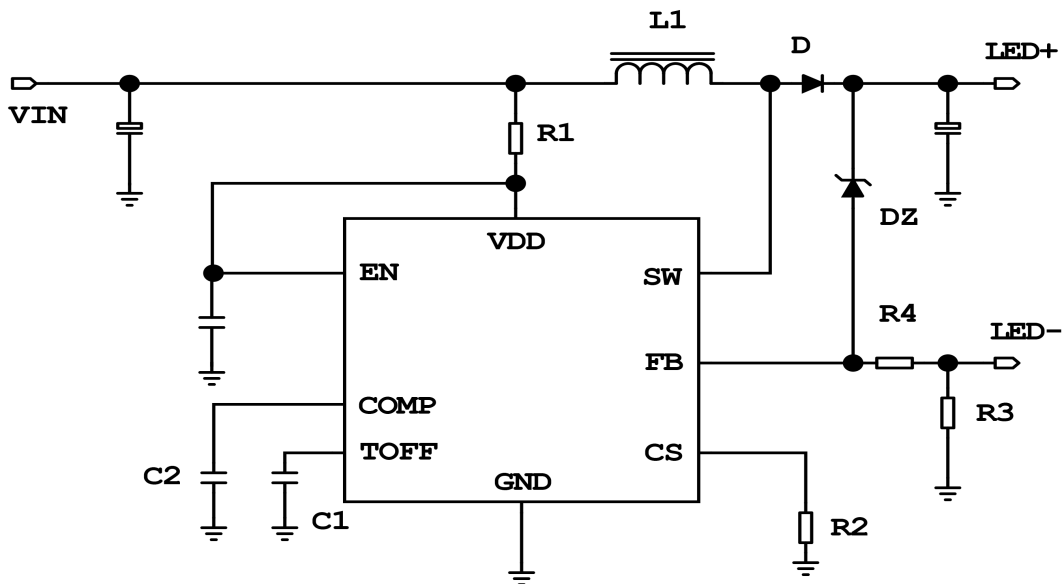 L1
D
LED+
VIN
R1
DZ
VDD
EN
SW
R4
LED-
FB
COMP
R3
TOFF
CS
C2
GND
C1
R2